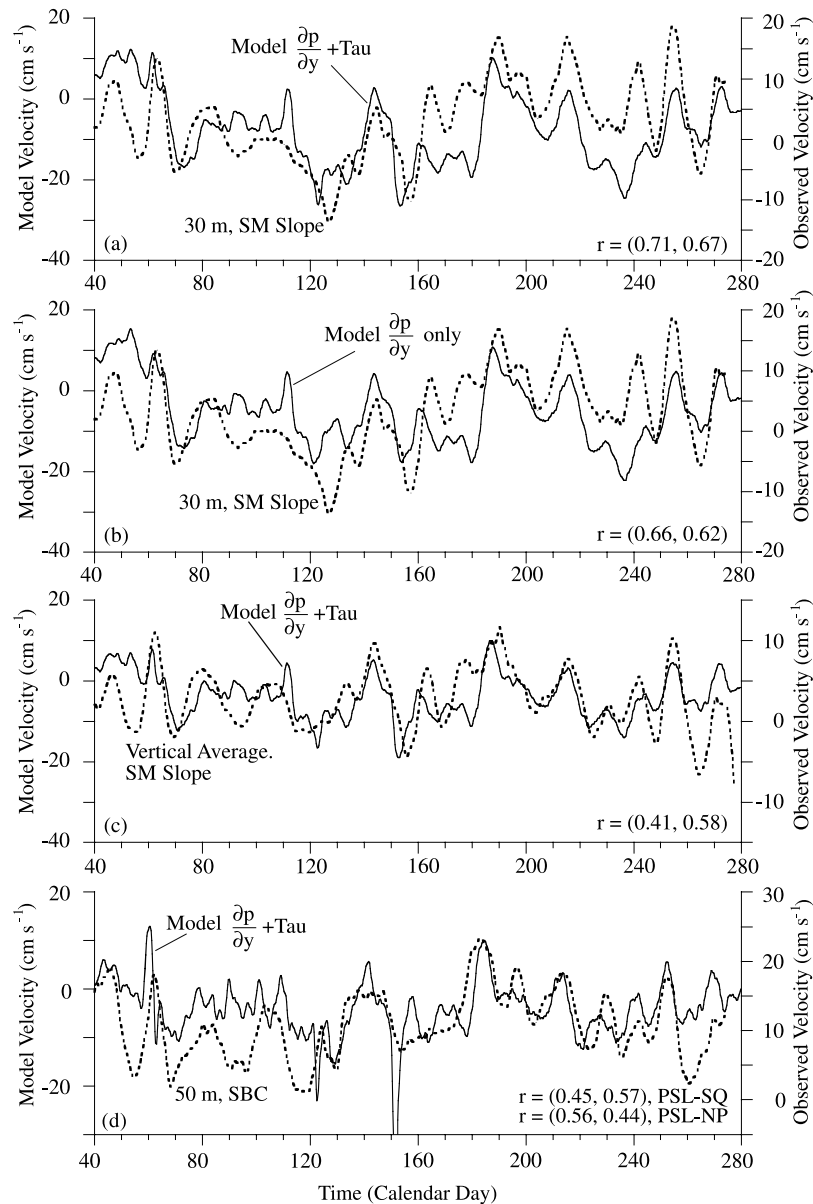 20
0
-20
-40
Model Velocity (cm s⁻¹)
20
10
0
-10
-20
Observed Velocity (cm s⁻¹)
Model ∂p/∂y +Tau
30 m, SM Slope
(a)
r = (0.71, 0.67)
40 80 120 160 200 240 280
20
0
-20
-40
Model Velocity (cm s⁻¹)
20
10
0
-10
-20
Observed Velocity (cm s⁻¹)
Model ∂p/∂y only
30 m, SM Slope
(b)
r = (0.66, 0.62)
40 80 120 160 200 240 280
20
0
-20
-40
Model Velocity (cm s⁻¹)
10
0
-10
Observed Velocity (cm s⁻¹)
Model ∂p/∂y +Tau
Vertical Average.
SM Slope
(c)
r = (0.41, 0.58)
40 80 120 160 200 240 280
20
0
-20
Model Velocity (cm s⁻¹)
30
20
10
0
Observed Velocity (cm s⁻¹)
Model ∂p/∂y +Tau
50 m, SBC
(d)
r = (0.45, 0.57), PSL-SQ
r = (0.56, 0.44), PSL-NP
40 80 120 160 200 240 280
Time (Calendar Day)